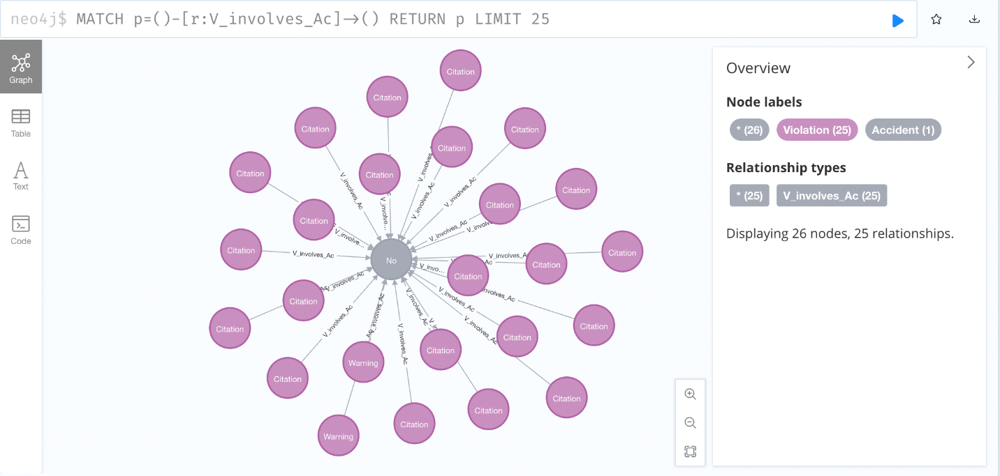 neo4j$ MATCH p=()-[r:V_involves_Ac]→() RETURN p LIMIT 25
Graph
Table
Text
Code
Citation
Citation
Citation
Citation
Citation
Citation
Citation
Citation
Citation
Citation
Citation
Citation
No
Citation
Citation
Citation
Citation
Citation
Citation
Citation
Citation
Citation
Warning
Citation
Citation
Citation
Citation
Warning
V_involves_Ac
V_involves_Ac
V_involves_Ac
V_involves_Ac
V_involve...
V_involve...
V_involves_Ac
V_involves_Ac
V_involves_Ac
V_invo...
V_involves_Ac
V_involves_Ac
V_involves_Ac
V_involves_Ac
V_involves_Ac
V_involves_Ac
V_involves_Ac
Overview
Node labels
* (26) Violation (25) Accident (1)
Relationship types
* (25) V_involves_Ac (25)
Displaying 26 nodes, 25 relationships.